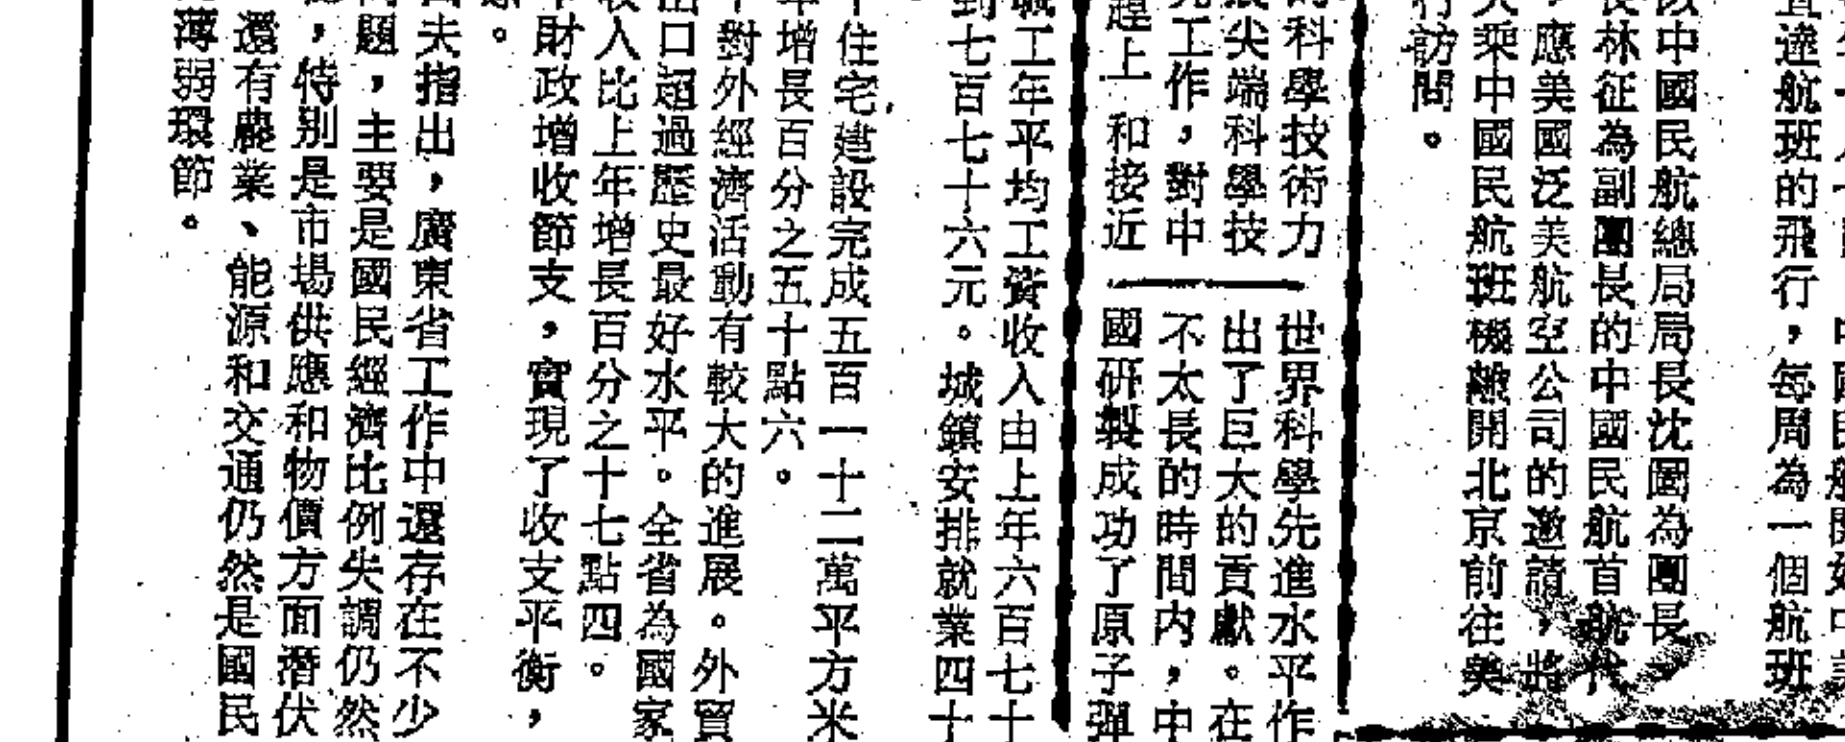 直達航班的飛行，每周為一個航班
以中國民航總局局長沈圖為團長、
長林征為副團長的中國民航首航代
，應美國泛美航空公司的邀請，將
天乘中國民航班機離開北京前往美
行訪問。
的科學技術力
尖端科學技
工作，對中
趕上 和接近
世界科學先進水平作
出了巨大的貢獻。在
不太長的時間内，中
國研製成功了原子彈
職工年平均工資收入由上年六百七十
到七百七十六元。城鎮安排就業四十
住宅建設完成五百一十二萬平方米
年增長百分之五十點六。
對外經濟活動有較大的進展。外貿
出口超過歷史最好水平。全省為國家
收入比上年增長百分之十七點四。
財政增收節支，實現了收支平衡，
。
夫指出，廣東省工作中還存在不少
問題，主要是國民經濟比例失調仍然
，特别是市場供應和物價方面潛伏
還有農業、能源和交通仍然是國民
薄弱環節。